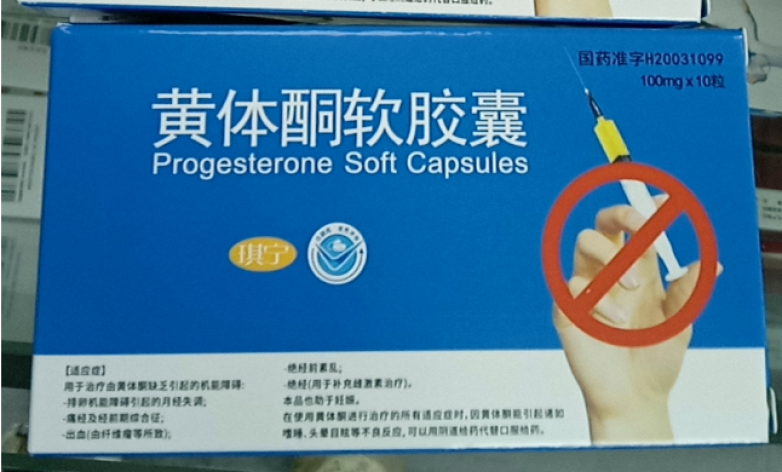 国药准字H20031099
100mg x 10粒
黄体酮软胶囊
Progesterone Soft Capsules
琪宁
【适应症】
用于治疗由黄体酮缺乏引起的机能障碍:
-排卵机能障碍引起的月经失调;
-痛经及经前期综合征;
-出血(由纤维瘤等所致);
-绝经前紊乱;
-绝经(用于补充雌激素治疗)。
本品也助于妊娠。
在使用黄体酮进行治疗的所有适应症时,因黄体酮能引起诸如
嗜睡、头晕目眩等不良反应,可以用阴道给药代替口服给药。